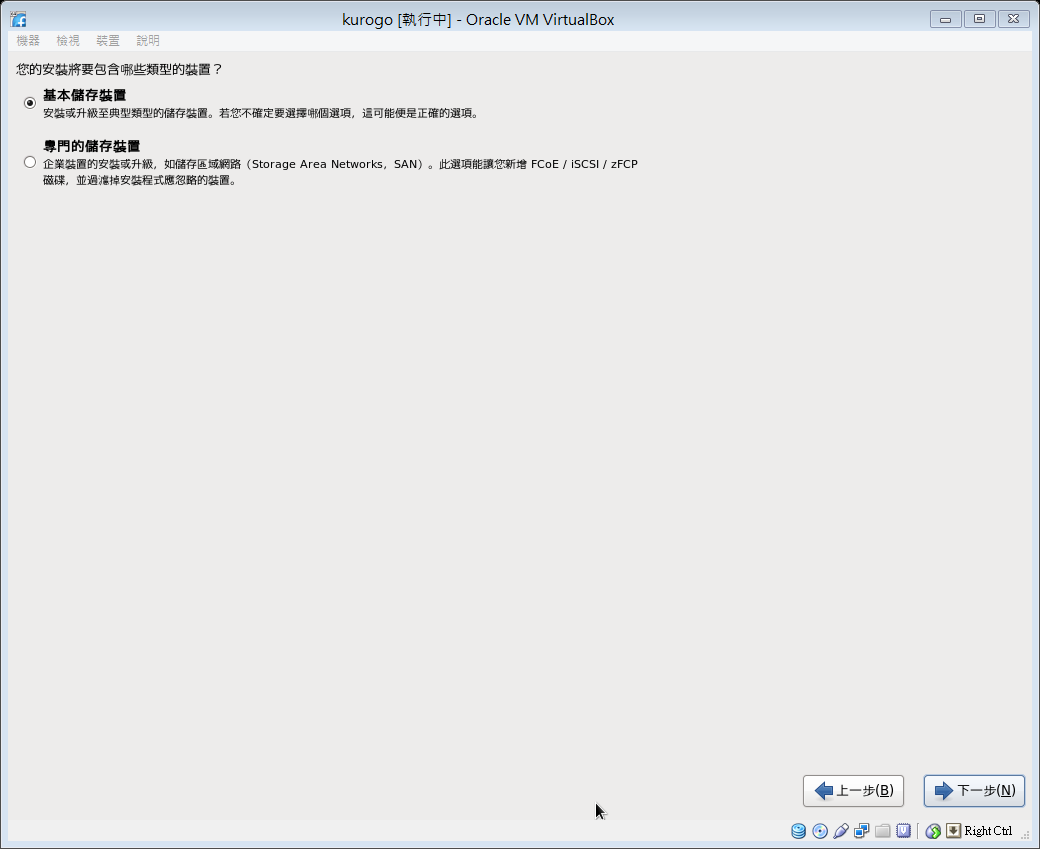 kurogo [執行中] - Oracle VM VirtualBox
機器 檢視 裝置 說明
您的安裝將要包含哪些類型的裝置？
基本儲存裝置
安裝或升級至典型類型的儲存裝置。若您不確定要選擇哪個選項，這可能便是正確的選項。
專門的儲存裝置
企業裝置的安裝或升級，如儲存區域網路（Storage Area Networks，SAN）。此選項能讓您新增 FCoE / iSCSI / zFCP
磁碟，並過濾掉安裝程式應忽略的裝置。
上一步(B) 下一步(N)
Right Ctrl